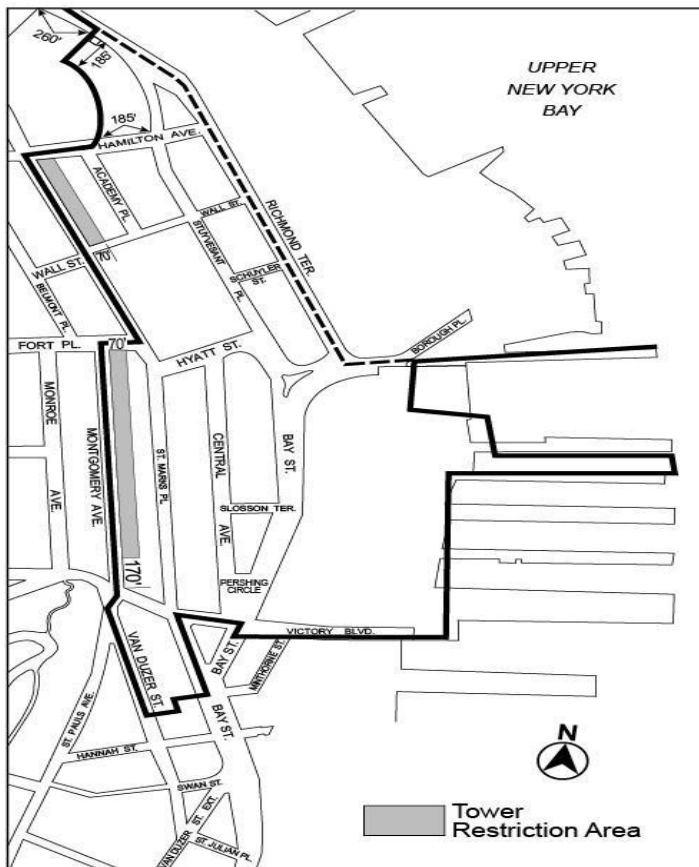 260'
185'
UPPER
NEW YORK
BAY
185'
HAMILTON AVE.
ACADEMY PL.
WALL ST.
RICHMOND TER.
STUYVESANT
PL.
70'
WALL ST.
SCHUYLER
ST.
BELMONT PL.
BOROUGH PL.
FORT PL.
70'
HYATT ST.
MONROE
AVE.
MONTGOMERY AVE.
ST. MARKS PL
CENTRAL
AVE.
BAY ST.
SLOSSON TER.
170'
PERSHING
CIRCLE
VICTORY BLVD.
VAN DUZER ST.
BAY ST.
MINTHORNE ST.
ST. PAULS AVE.
BAY ST.
HANNAH ST.
N
SWAN ST.
VAN DUZER ST. EXT.
ST. JULIAN PL.
Tower
Restriction Area